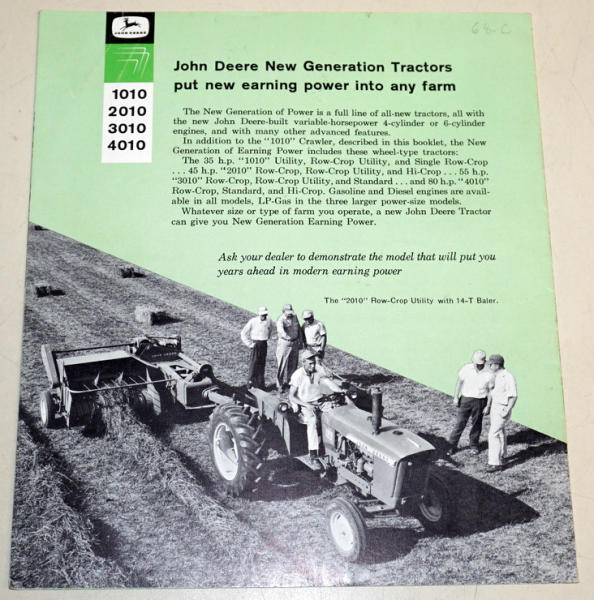 68-C
JOHN DEERE
1010
2010
3010
4010
John Deere New Generation Tractors
put new earning power into any farm
The New Generation of Power is a full line of all-new tractors, all with
the new John Deere-built variable-horsepower 4-cylinder or 6-cylinder
engines, and with many other advanced features.
In addition to the "1010" Crawler, described in this booklet, the New
Generation of Earning Power includes these wheel-type tractors:
The 35 h.p. "1010" Utility, Row-Crop Utility, and Single Row-Crop
. . . 45 h.p. "2010" Row-Crop, Row-Crop Utility, and Hi-Crop . . . 55 h.p.
"3010" Row-Crop, Row-Crop Utility, and Standard . . . and 80 h.p. "4010"
Row-Crop, Standard, and Hi-Crop. Gasoline and Diesel engines are avail-
able in all models, LP-Gas in the three larger power-size models.
Whatever size or type of farm you operate, a new John Deere Tractor
can give you New Generation Earning Power.
Ask your dealer to demonstrate the model that will put you
years ahead in modern earning power
The "2010" Row-Crop Utility with 14-T Baler.
JOHN DEERE